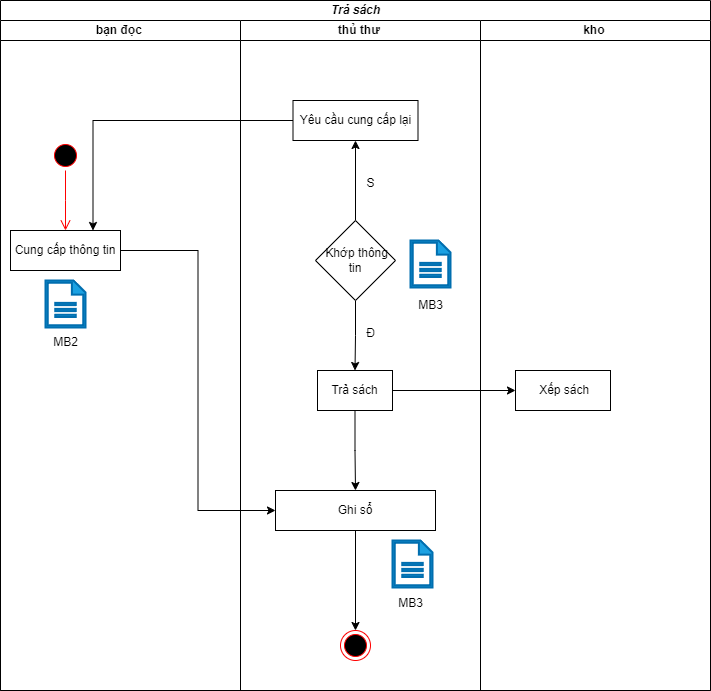 Trả sách
bạn đọc
thủ thư
kho
Yêu cầu cung cấp lại
S
Cung cấp thông tin
Khớp thông
tin
MB3
MB2
Đ
Trả sách
Xếp sách
Ghi sổ
MB3